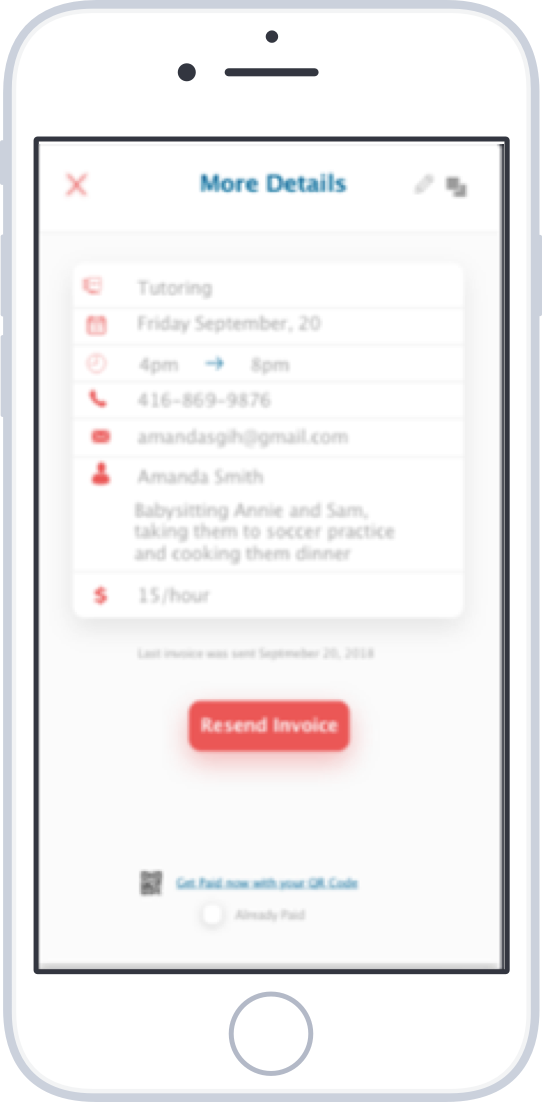 More Details
Tutoring
Friday September, 20
4pm → 8pm
416-869-9876
amandasgih@gmail.com
Amanda Smith
Babysitting Annie and Sam,
taking them to soccer practice
and cooking them dinner
$ 15/hour
Last invoice was sent Septmeber 20, 2018
Resend Invoice
Get Paid now with your QR Code
Already Paid